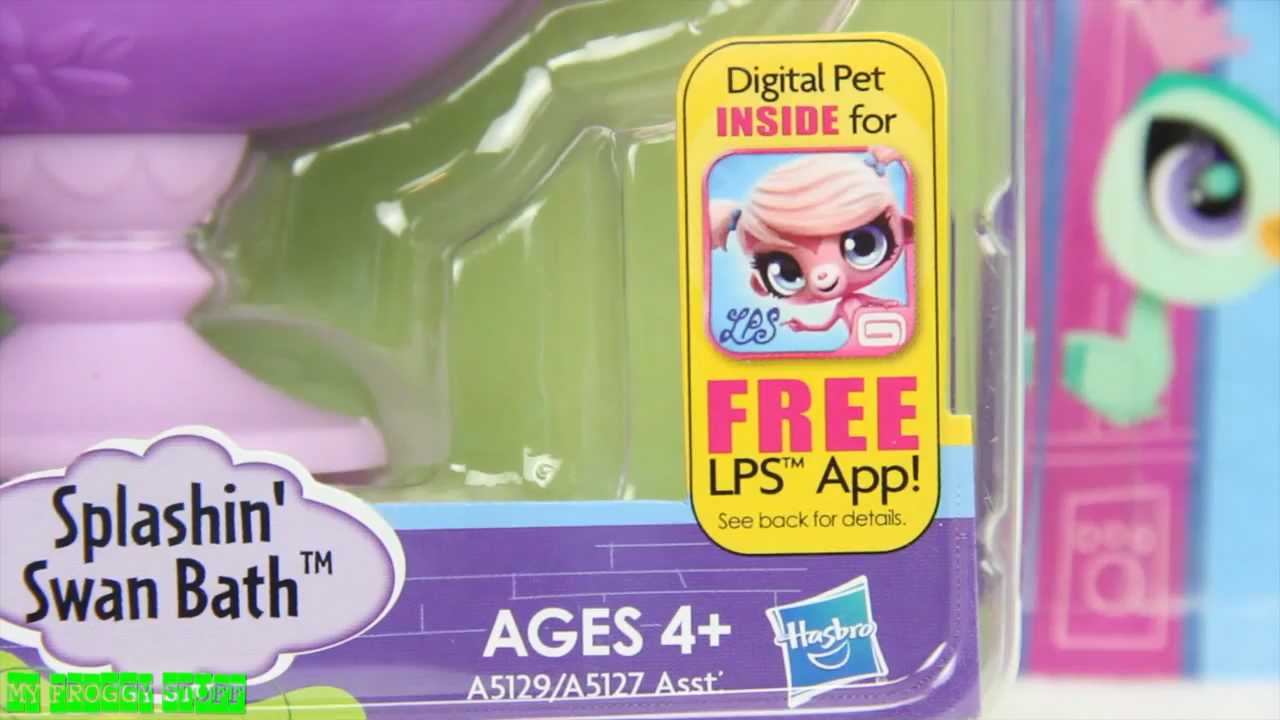 Digital Pet
INSIDE for
LPS
FREE
LPS™ App!
See back for details.
Splashin'
Swan Bath™
AGES 4+
Hasbro
A5129/A5127 Asst.
MY FROGGY STUFF